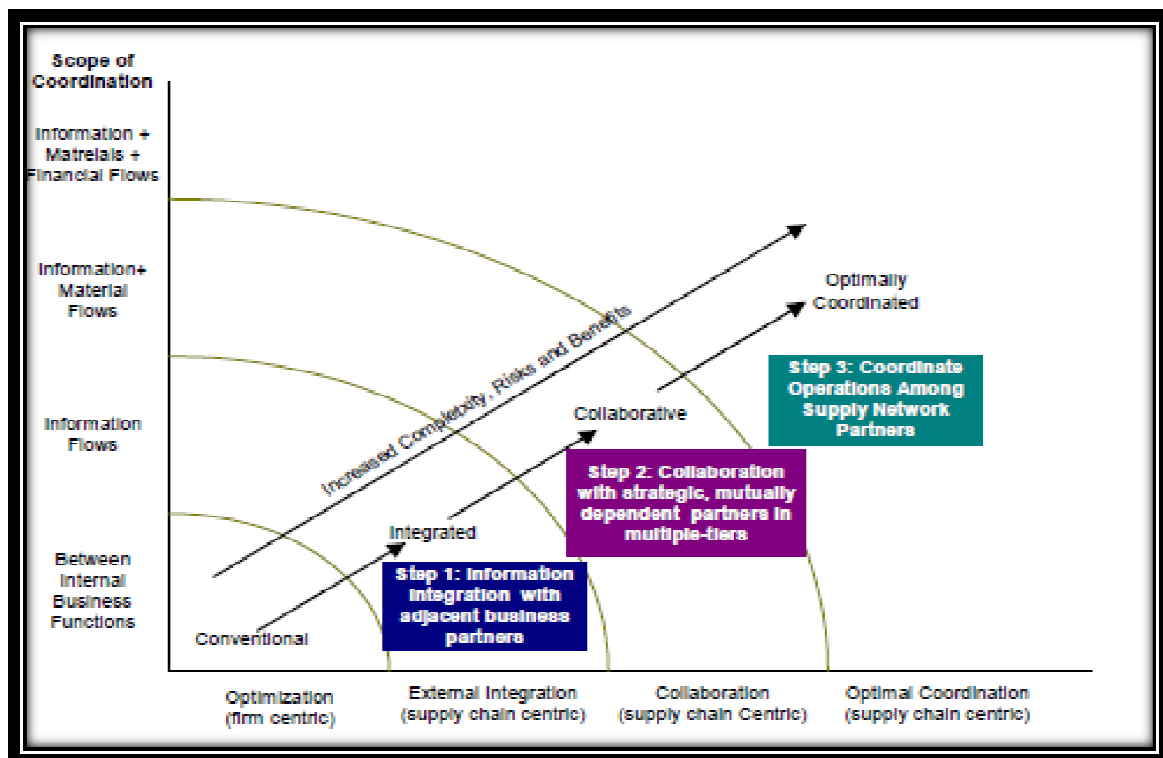 Scope of
Coordination
Information +
Matrelals +
Financial Flows
Information+
Material
Flows
Information
Flows
Between
Internal
Business
Functions
Increased Completxity, Risks and Benefits
Optimally
Coordinated
Collaborative
Integrated
Conventional
Step 3: Coordinate
Operations Among
Supply Network
Partners
Step 2: Collaboration
with strategic, mutually
dependent partners in
multiple-tiers
Step 1: Information
Integration with
adjacent business
partners
Optimization
(firm centric)
External Integration
(supply chain centric)
Collaboration
(supply chain Centric)
Optimal Coordination
(supply chain centric)